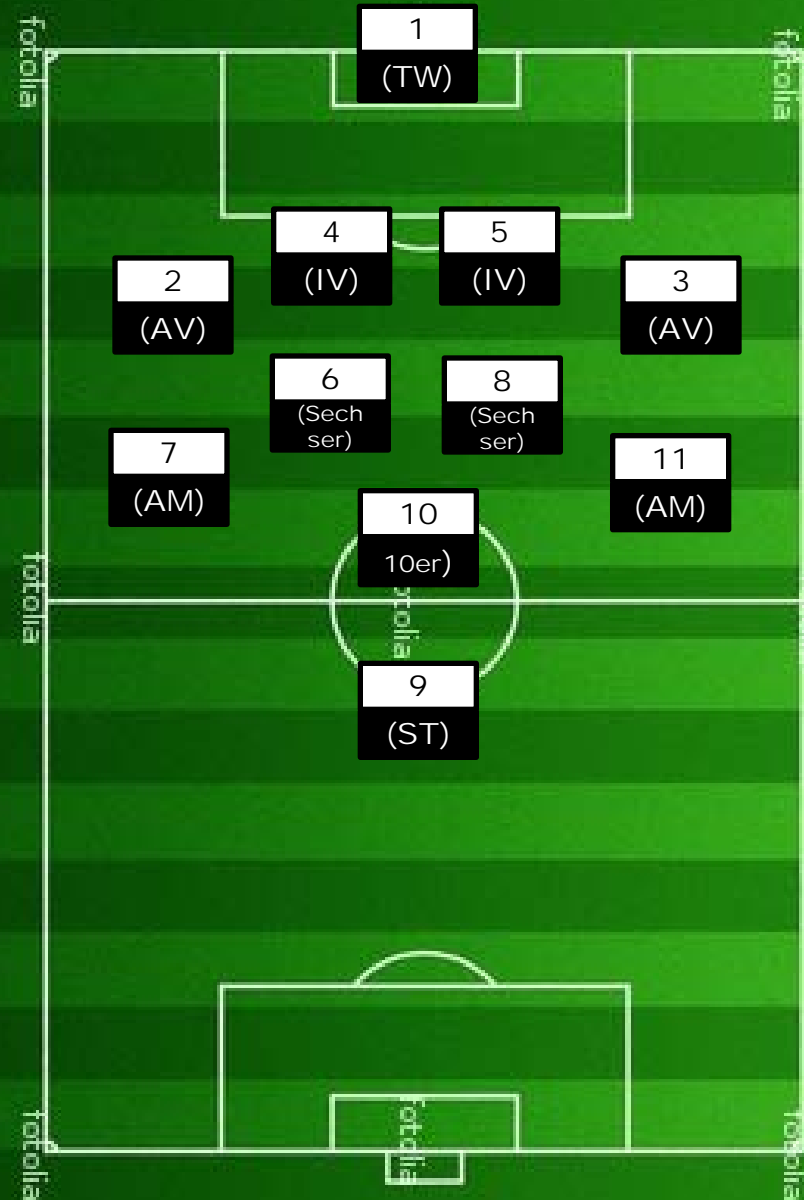 fotolia
fotolia
1
(TW)
4
(IV)
5
(IV)
2
(AV)
3
(AV)
6
(Sech
ser)
8
(Sech
ser)
7
(AM)
11
(AM)
10
10er)
fotolia
otolia
9
(ST)
fotolia
fotolia
fotolia